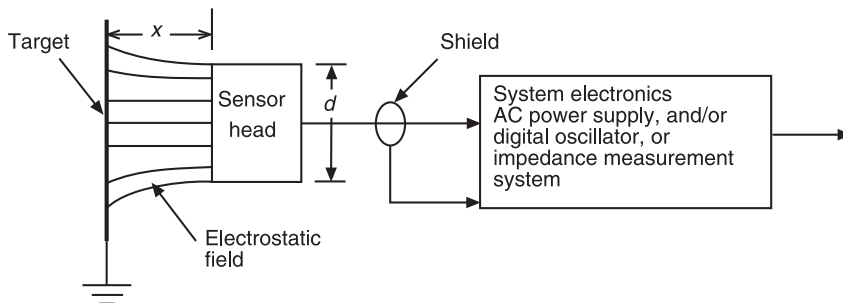 Target
x
Sensor
head
d
Shield
System electronics
AC power supply, and/or
digital oscillator, or
impedance measurement
system
Electrostatic
field